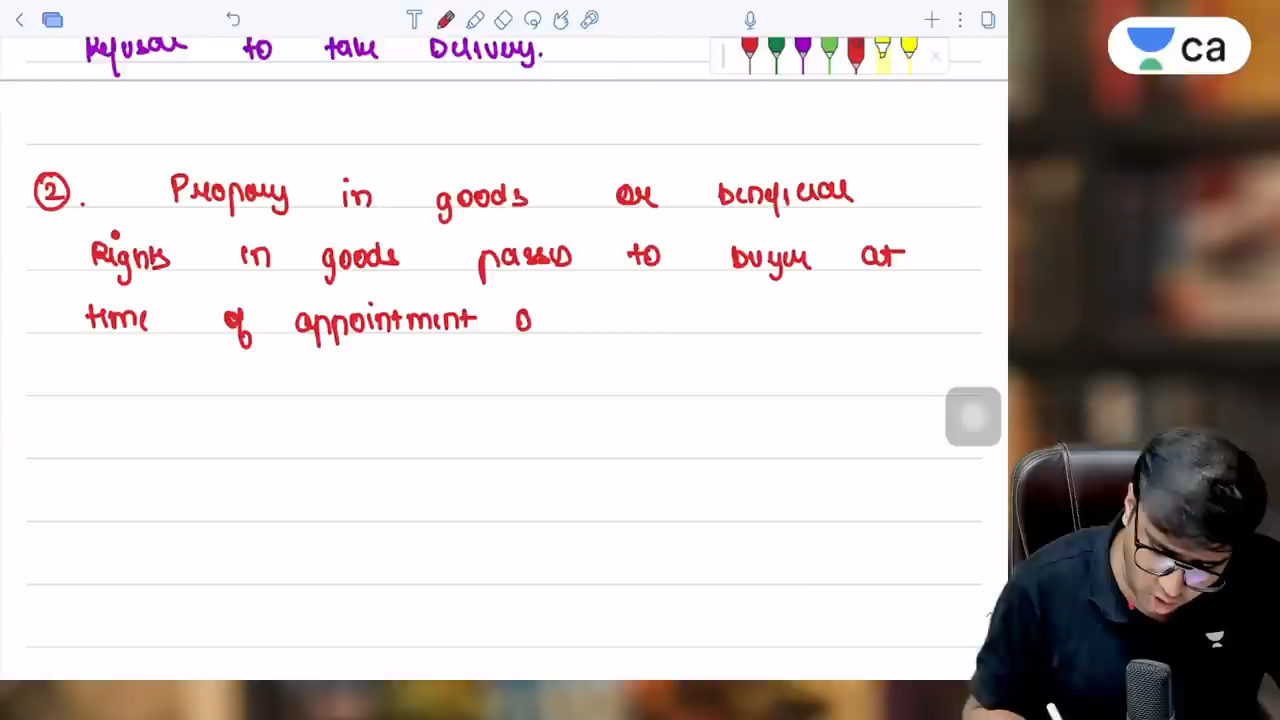 Refusal to take Delivery.
ca
② . Propery in goods or beneficial
Rights in goods passes to buyer at
time of appointment o